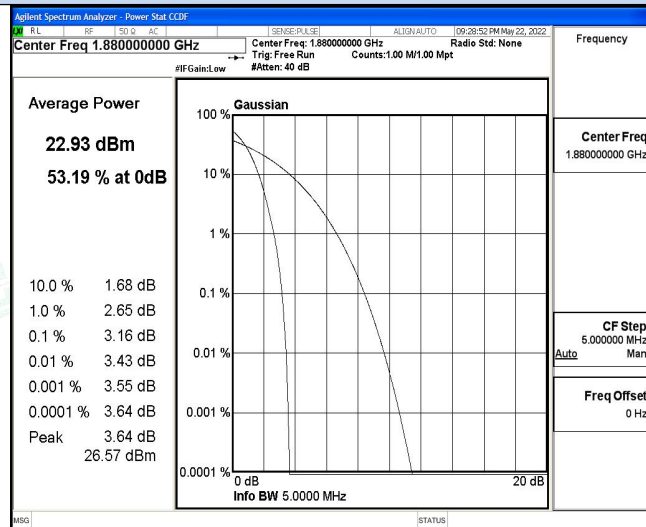 Agilent Spectrum Analyzer - Power Stat CCDF
RL RF 50 Ω AC SENSE:PULSE ALIGN AUTO 09:28:52 PM May 22, 2022
Center Freq 1.880000000 GHz
Center Freq: 1.880000000 GHz Radio Std: None
Trig: Free Run Counts:1.00 M/1.00 Mpt
#IFGain:Low #Atten: 40 dB
Frequency
Average Power
22.93 dBm
53.19 % at 0dB
10.0 % 1.68 dB
1.0 % 2.65 dB
0.1 % 3.16 dB
0.01 % 3.43 dB
0.001 % 3.55 dB
0.0001 % 3.64 dB
Peak 3.64 dB
26.57 dBm
Gaussian
100 %
10 %
1 %
0.1 %
0.01 %
0.001 %
0.0001 %
0 dB 20 dB
Info BW 5.0000 MHz
Center Freq
1.880000000 GHz
CF Step
5.000000 MHz
Auto Man
Freq Offset
0 Hz
MSG STATUS